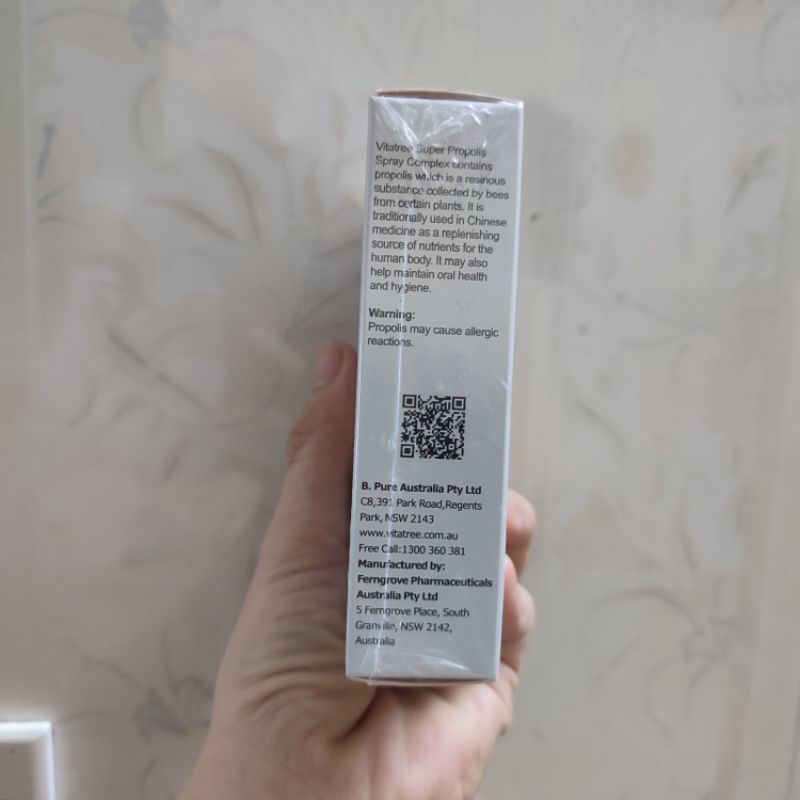 Vitatree Super Propolis
Spray Complex contains
propolis which is a resinous
substance collected by bees
from certain plants. It is
traditionally used in Chinese
medicine as a replenishing
source of nutrients for the
human body. It may also
help maintain oral health
and hygiene.
Warning:
Propolis may cause allergic
reactions.
B. Pure Australia Pty Ltd
C8,391 Park Road,Regents
Park, NSW 2143
www.vitatree.com.au
Free Call:1300 360 381
Manufactured by:
Ferngrove Pharmaceuticals
Australia Pty Ltd
5 Ferngrove Place, South
Granville, NSW 2142,
Australia